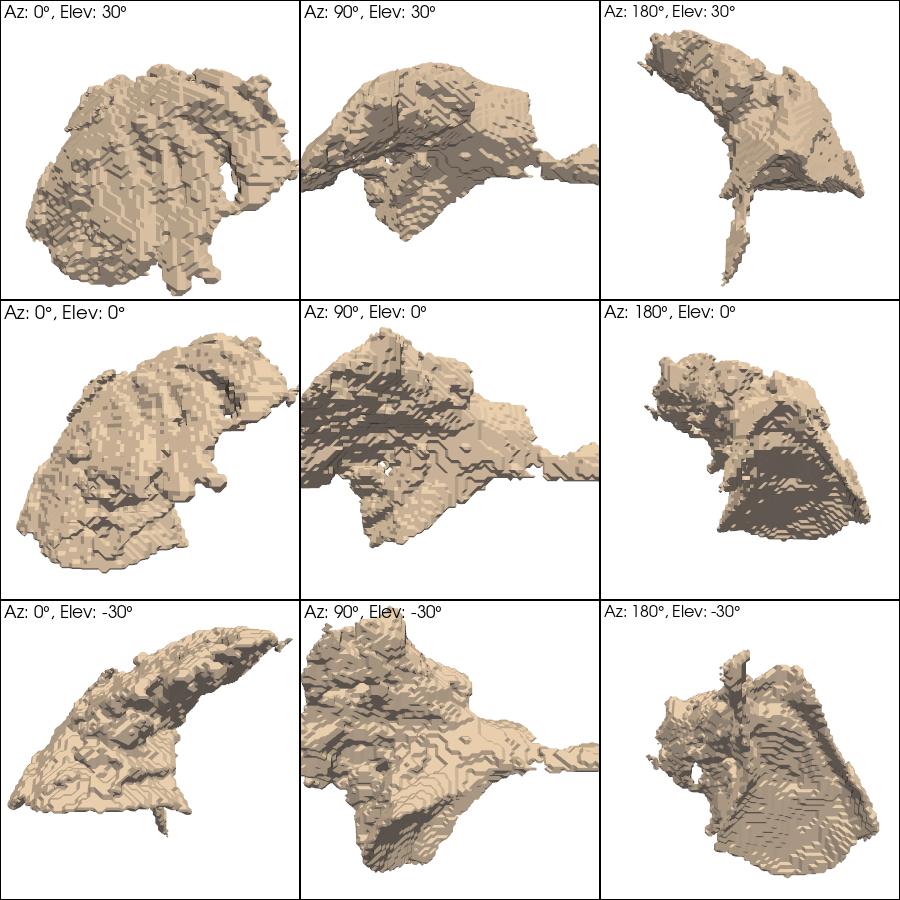 Az: 0°, Elev: 30°
Az: 90°, Elev: 30°
Az: 180°, Elev: 30°
Az: 0°, Elev: 0°
Az: 90°, Elev: 0°
Az: 180°, Elev: 0°
Az: 0°, Elev: -30°
Az: 90°, Elev: -30°
Az: 180°, Elev: -30°